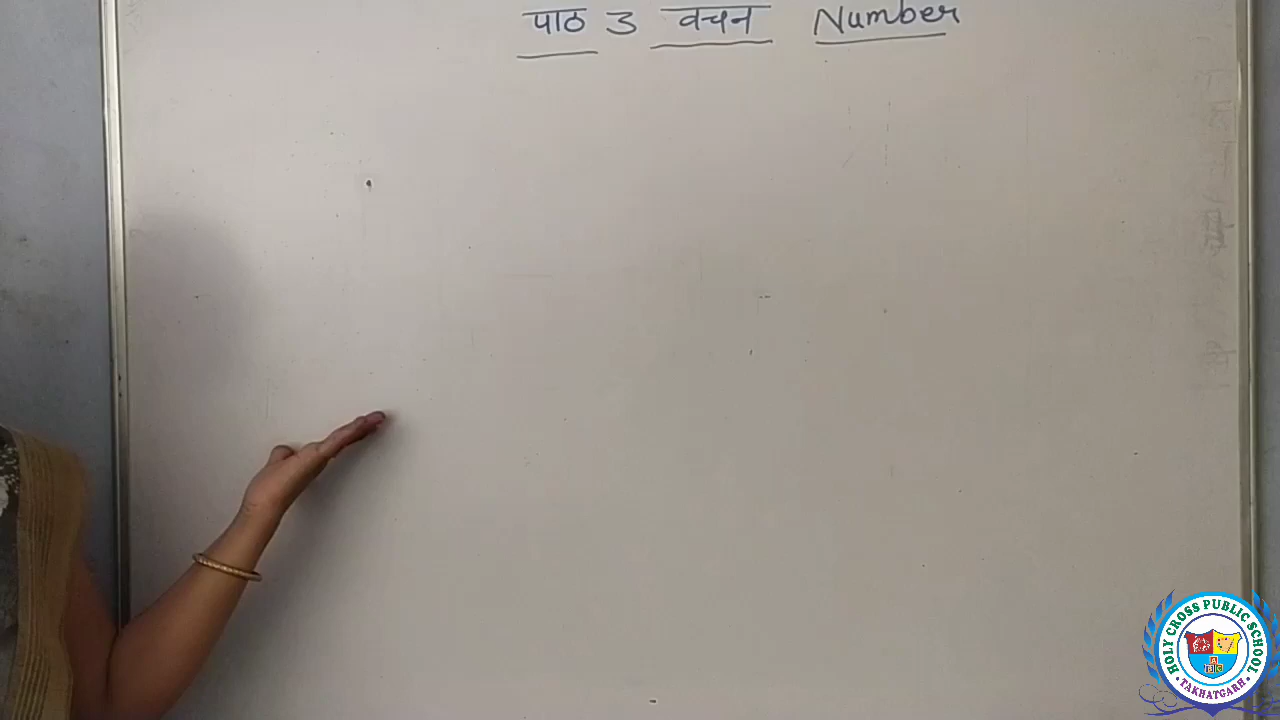 पाठ 3 वचन Number
HOLY CROSS PUBLIC SCHOOL
TAKHATGARH